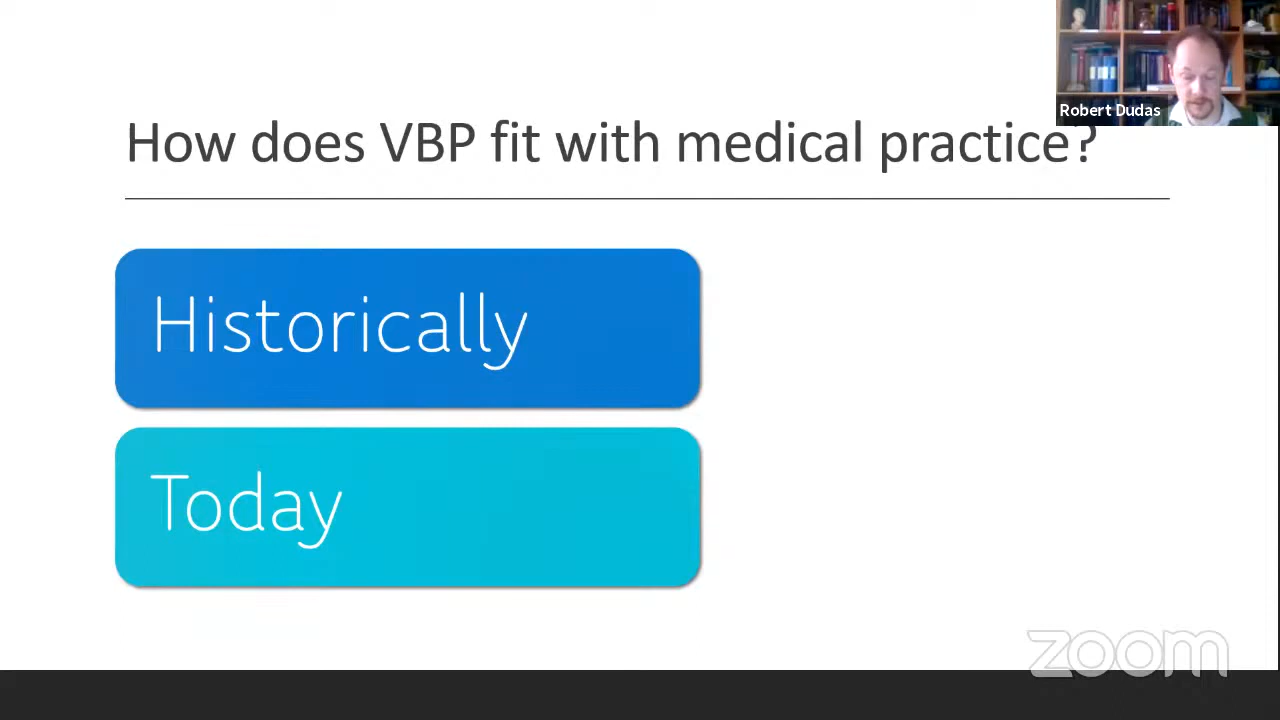 Robert Dudas
How does VBP fit with medical practice?
Historically
Today
zoom